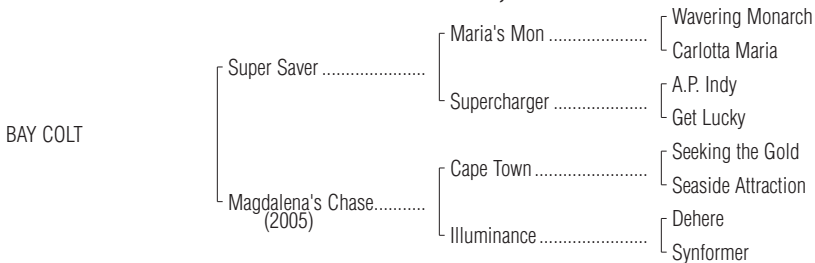 Wavering Monarch
Maria's Mon ......................
Carlotta Maria
Super Saver ......................
A.P. Indy
Supercharger ....................
Get Lucky
BAY COLT
Seeking the Gold
Cape Town .........................
Seaside Attraction
Magdalena's Chase...........
(2005)
Dehere
Illuminance ........................
Synformer